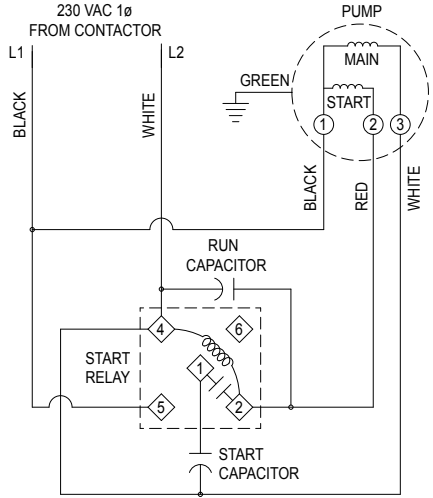 230 VAC 1ø
FROM CONTACTOR
PUMP
L1
L2
MAIN
GREEN
START
BLACK
WHITE
1
2
3
BLACK
RED
WHITE
RUN
CAPACITOR
4
6
START
RELAY
1
5
2
START
CAPACITOR